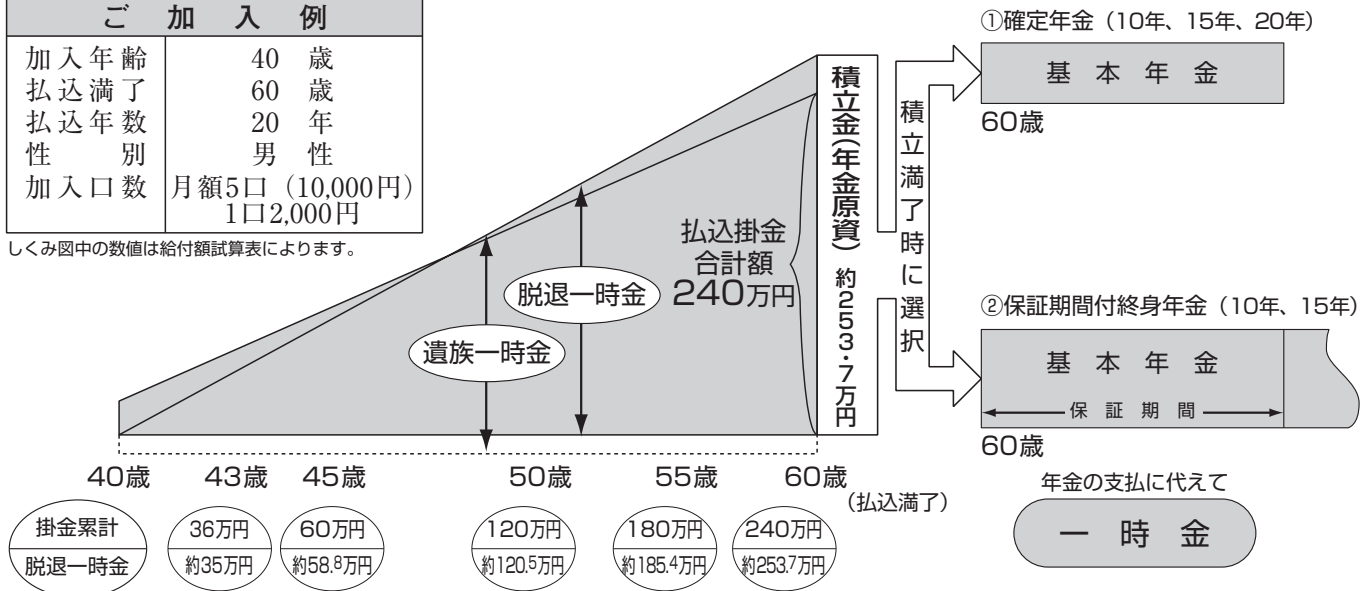 ご 加 入 例
加入年齢 40 歳
払込満了 60 歳
払込年数 20 年
性 別 男 性
加入口数 月額5口（10,000円）
1口2,000円
しくみ図中の数値は給付額試算表によります。
遺族一時金
脱退一時金
払込掛金
合計額
240万円
積立金（年金原資） 約253・7万円
積立満了時に選択
①確定年金（10年、15年、20年）
基 本 年 金
60歳
②保証期間付終身年金（10年、15年）
基 本 年 金
保 証 期 間
60歳
年金の支払に代えて
一 時 金
40歳 43歳 45歳 50歳 55歳 60歳
（払込満了）
掛金累計 36万円 60万円 120万円 180万円 240万円
脱退一時金 約35万円 約58.8万円 約120.5万円 約185.4万円 約253.7万円